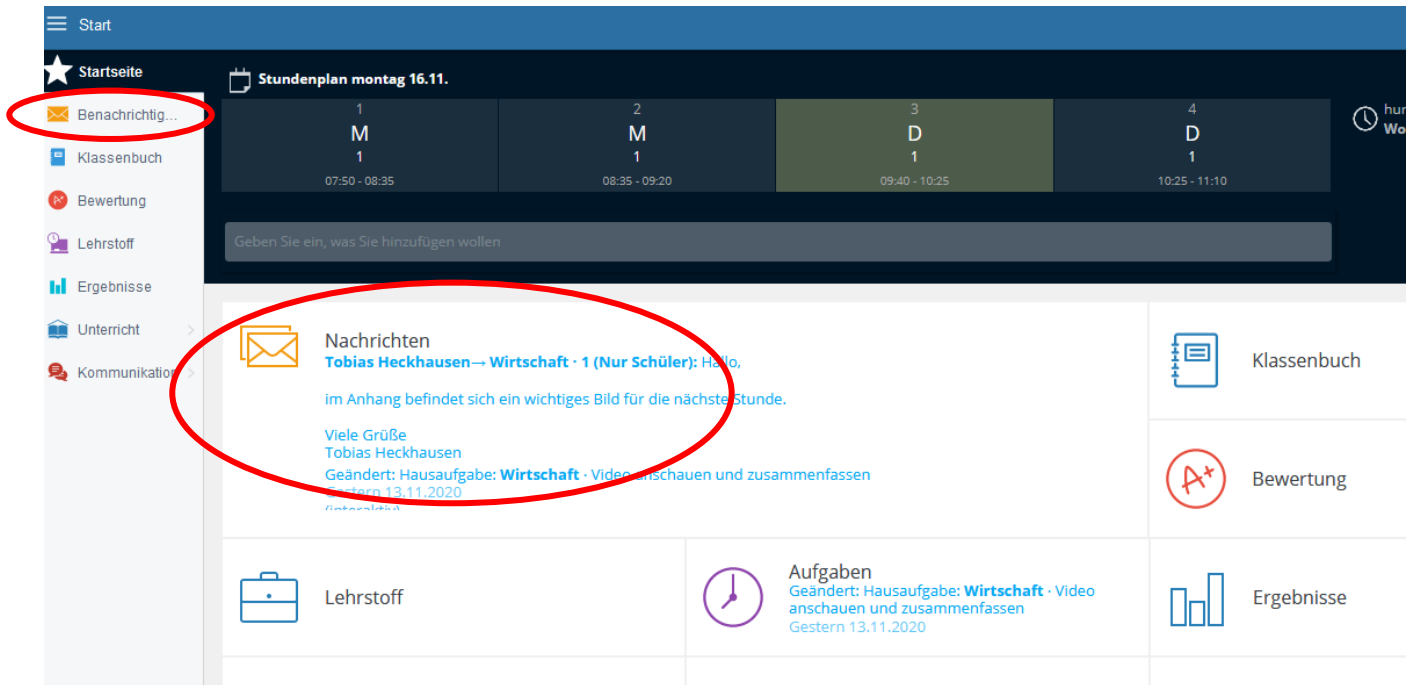 Start
Startseite
Benachrichtig...
Klassenbuch
Bewertung
Lehrstoff
Ergebnisse
Unterricht
Kommunikation
Stundenplan montag 16.11.
1
M
1
07:50 - 08:35
2
M
1
08:35 - 09:20
3
D
1
09:40 - 10:25
4
D
1
10:25 - 11:10
Geben Sie ein, was Sie hinzufügen wollen
Nachrichten
Tobias Heckhausen→ Wirtschaft · 1 (Nur Schüler): Hallo,
im Anhang befindet sich ein wichtiges Bild für die nächste Stunde.
Viele Grüße
Tobias Heckhausen
Geändert: Hausaufgabe: Wirtschaft · Video anschauen und zusammenfassen
Gestern 13.11.2020
(interaktiv)
Klassenbuch
Bewertung
Lehrstoff
Aufgaben
Geändert: Hausaufgabe: Wirtschaft · Video
anschauen und zusammenfassen
Gestern 13.11.2020
Ergebnisse